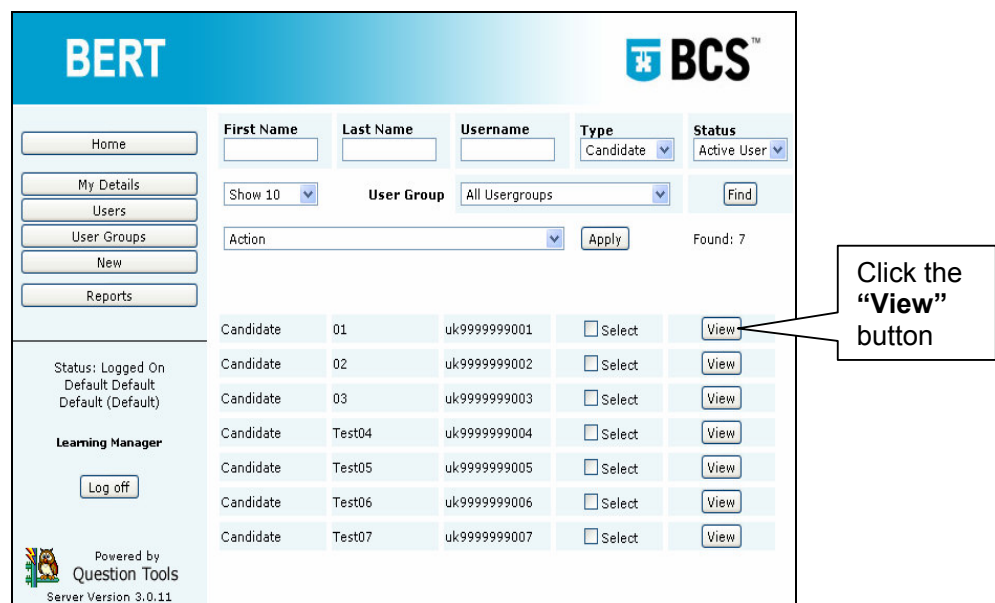 BERT
BCS™
Home
My Details
Users
User Groups
New
Reports
Status: Logged On
Default Default
Default (Default)
Learning Manager
Log off
Powered by
Question Tools
Server Version 3.0.11
First Name Last Name Username Type Status
Candidate Active User
Show 10 User Group All Usergroups Find
Action Apply Found: 7
Candidate 01 uk9999999001 Select View
Candidate 02 uk9999999002 Select View
Candidate 03 uk9999999003 Select View
Candidate Test04 uk9999999004 Select View
Candidate Test05 uk9999999005 Select View
Candidate Test06 uk9999999006 Select View
Candidate Test07 uk9999999007 Select View
Click the
“View”
button